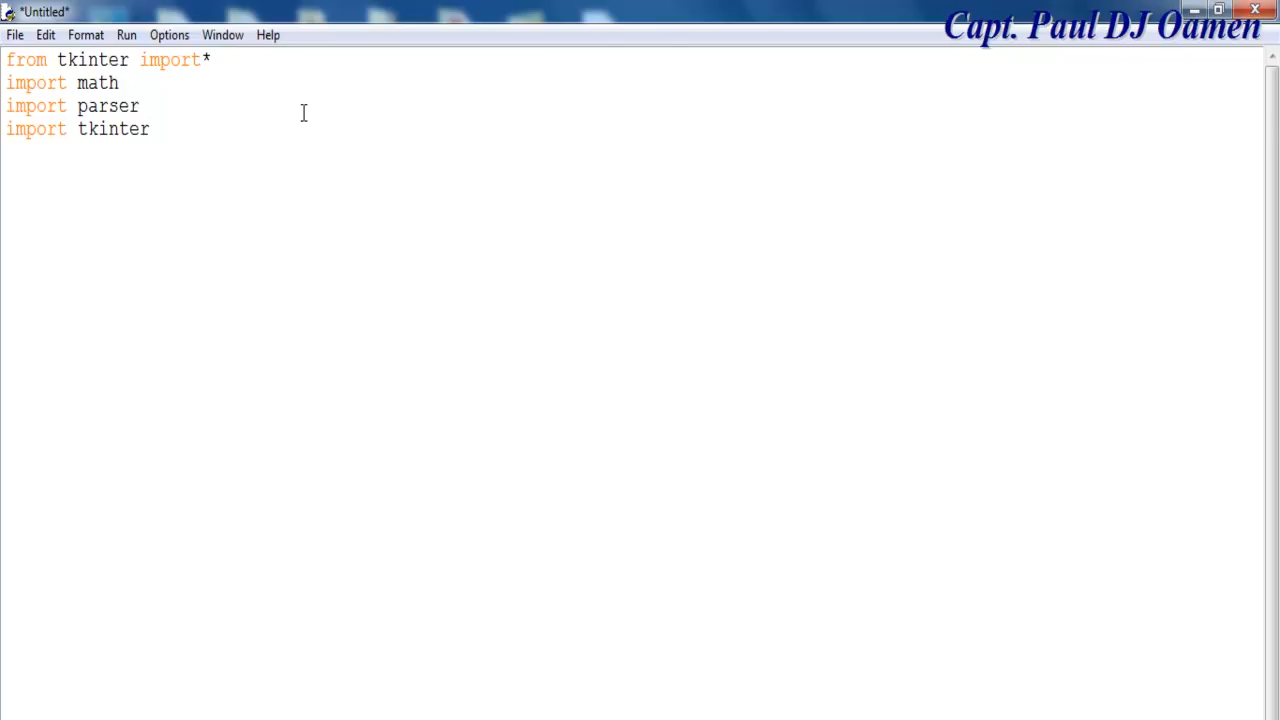 *Untitled*
Capt. Paul DJ Oamen
File Edit Format Run Options Window Help
from tkinter import*
import math
import parser
import tkinter